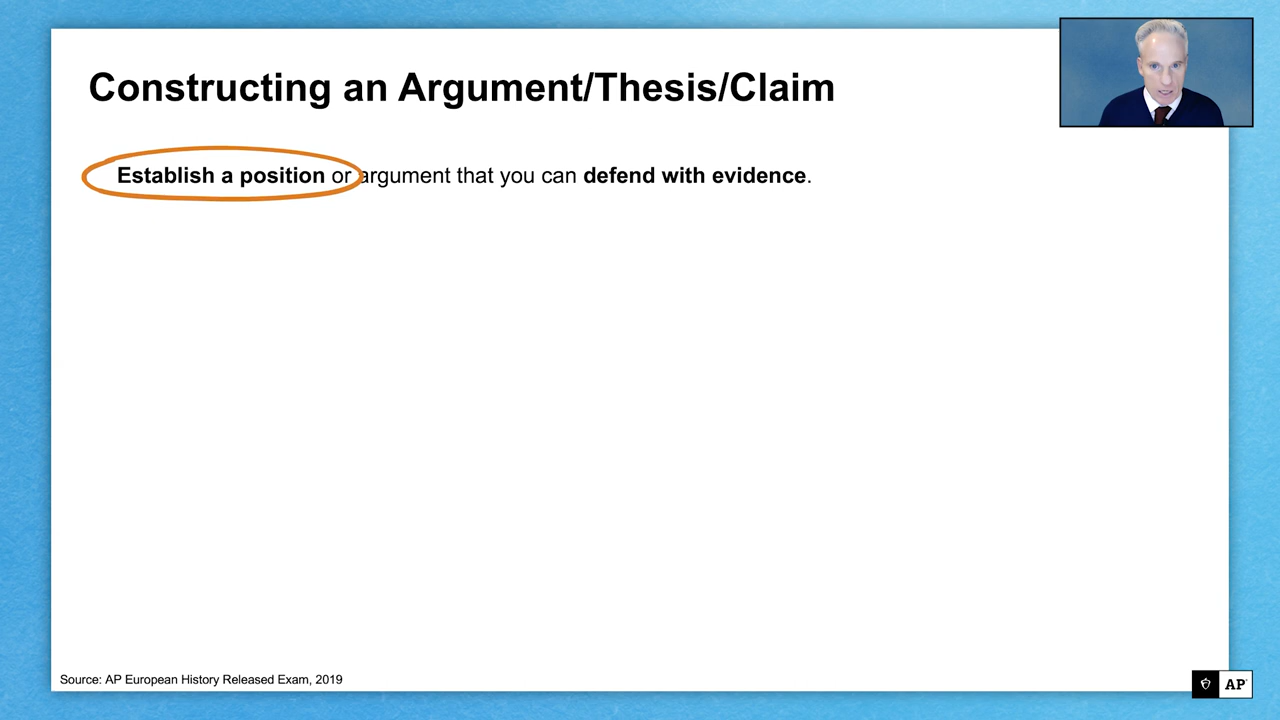 Constructing an Argument/Thesis/Claim
Establish a position or argument that you can defend with evidence.
Source: AP European History Released Exam, 2019
AP